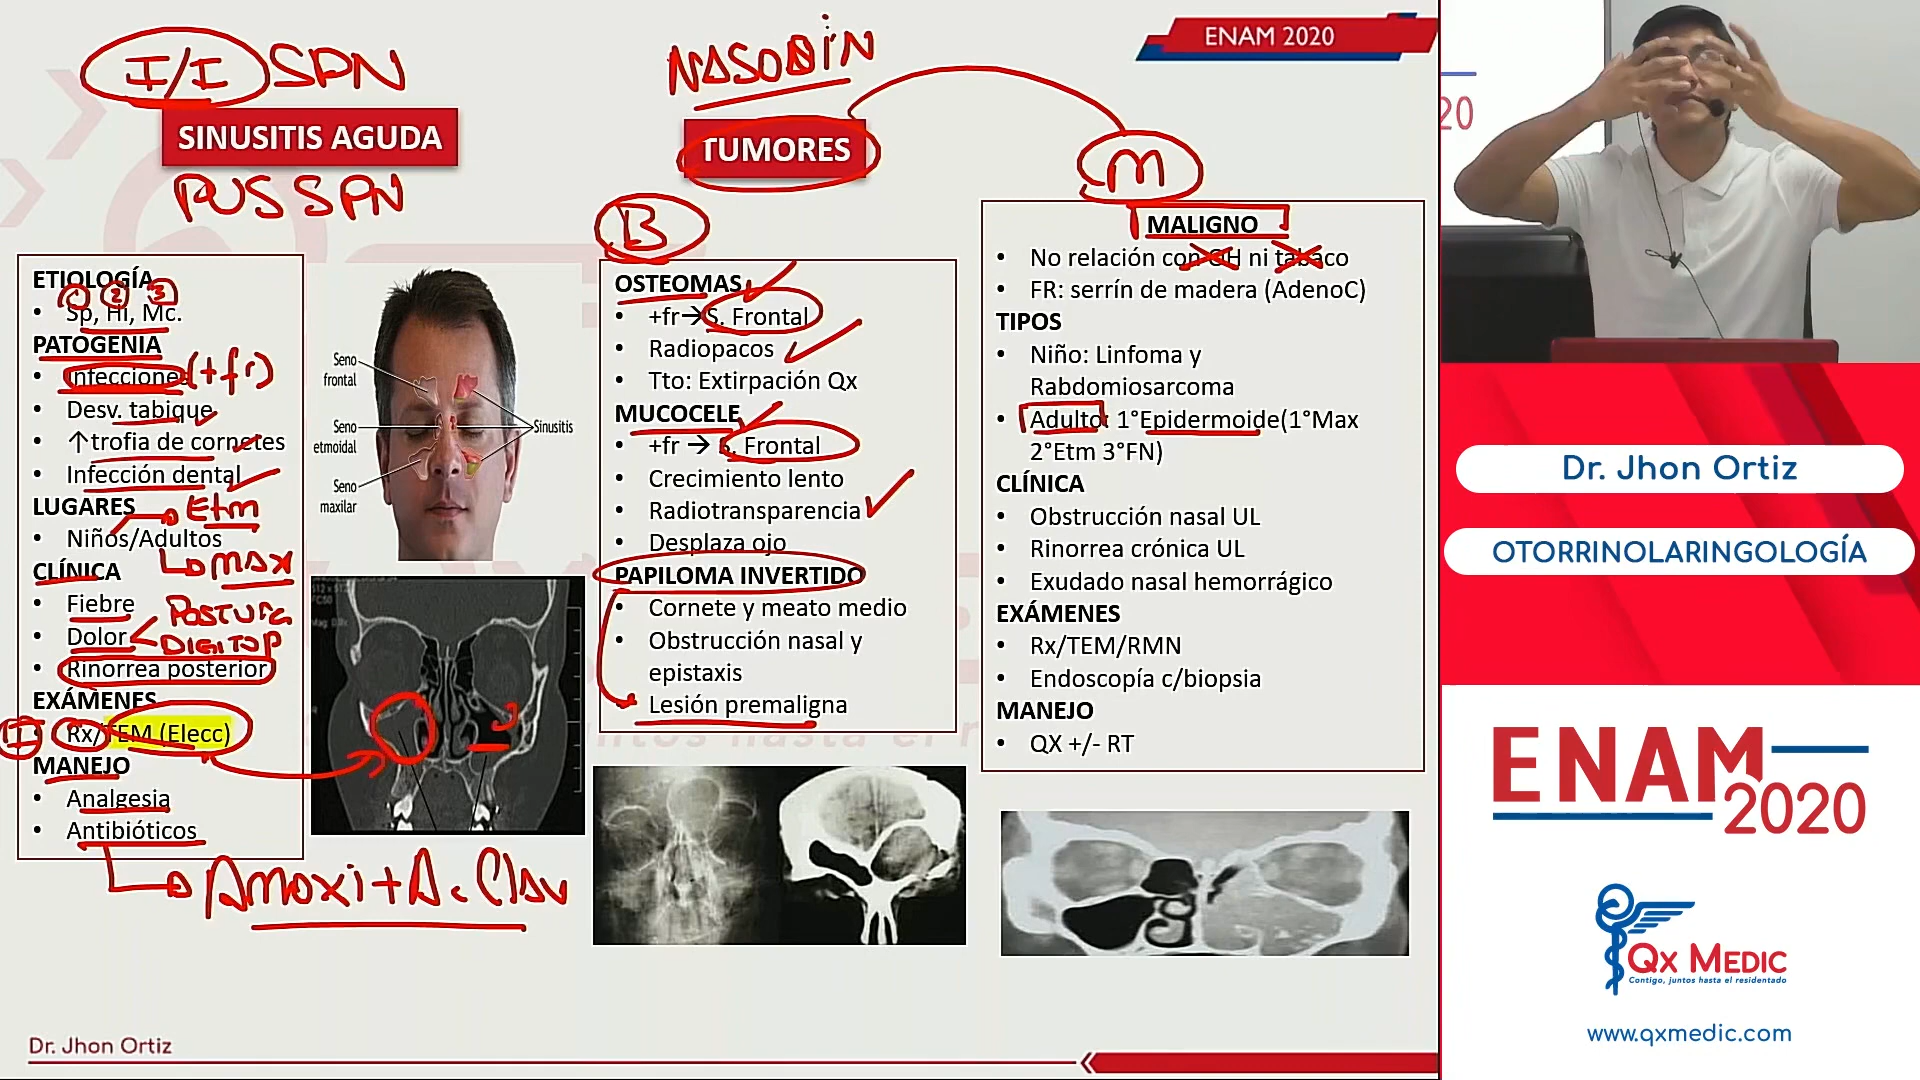 I/I SPN
SINUSITIS AGUDA
PUS SPN
ETIOLOGÍA
① ② ③
• Sp, Hi, Mc.
PATOGENIA
• Infecciones (+fr)
• Desv. tabique
• ↑trofia de cornetes
• Infección dental
LUGARES Etm
• Niños/Adultos
MAX
CLÍNICA
• Fiebre
POSTURA
• Dolor
DIGITOP
• Rinorrea posterior
EXÁMENES
• Rx/TEM (Elecc)
MANEJO
• Analgesia
• Antibióticos
Amoxi + A. Clav
Seno frontal
Seno etmoidal
Seno maxilar
Sinusitis
NASOSIN
TUMORES
B
OSTEOMAS
• +fr→S. Frontal
• Radiopacos
• Tto: Extirpación Qx
MUCOCELE
• +fr → S. Frontal
• Crecimiento lento
• Radiotransparencia
• Desplaza ojo
PAPILOMA INVERTIDO
• Cornete y meato medio
• Obstrucción nasal y
epistaxis
• Lesión premaligna
ENAM 2020
M
MALIGNO
• No relación con OH ni tabaco
• FR: serrín de madera (AdenoC)
TIPOS
• Niño: Linfoma y
Rabdomiosarcoma
• Adulto: 1°Epidermoide(1°Max
2°Etm 3°FN)
CLÍNICA
• Obstrucción nasal UL
• Rinorrea crónica UL
• Exudado nasal hemorrágico
EXÁMENES
• Rx/TEM/RMN
• Endoscopía c/biopsia
MANEJO
• QX +/- RT
Dr. Jhon Ortiz
20
Dr. Jhon Ortiz
OTORRINOLARINGOLOGÍA
ENAM
2020
Qx MEDIC
Contigo, juntos hasta el residentado
www.qxmedic.com